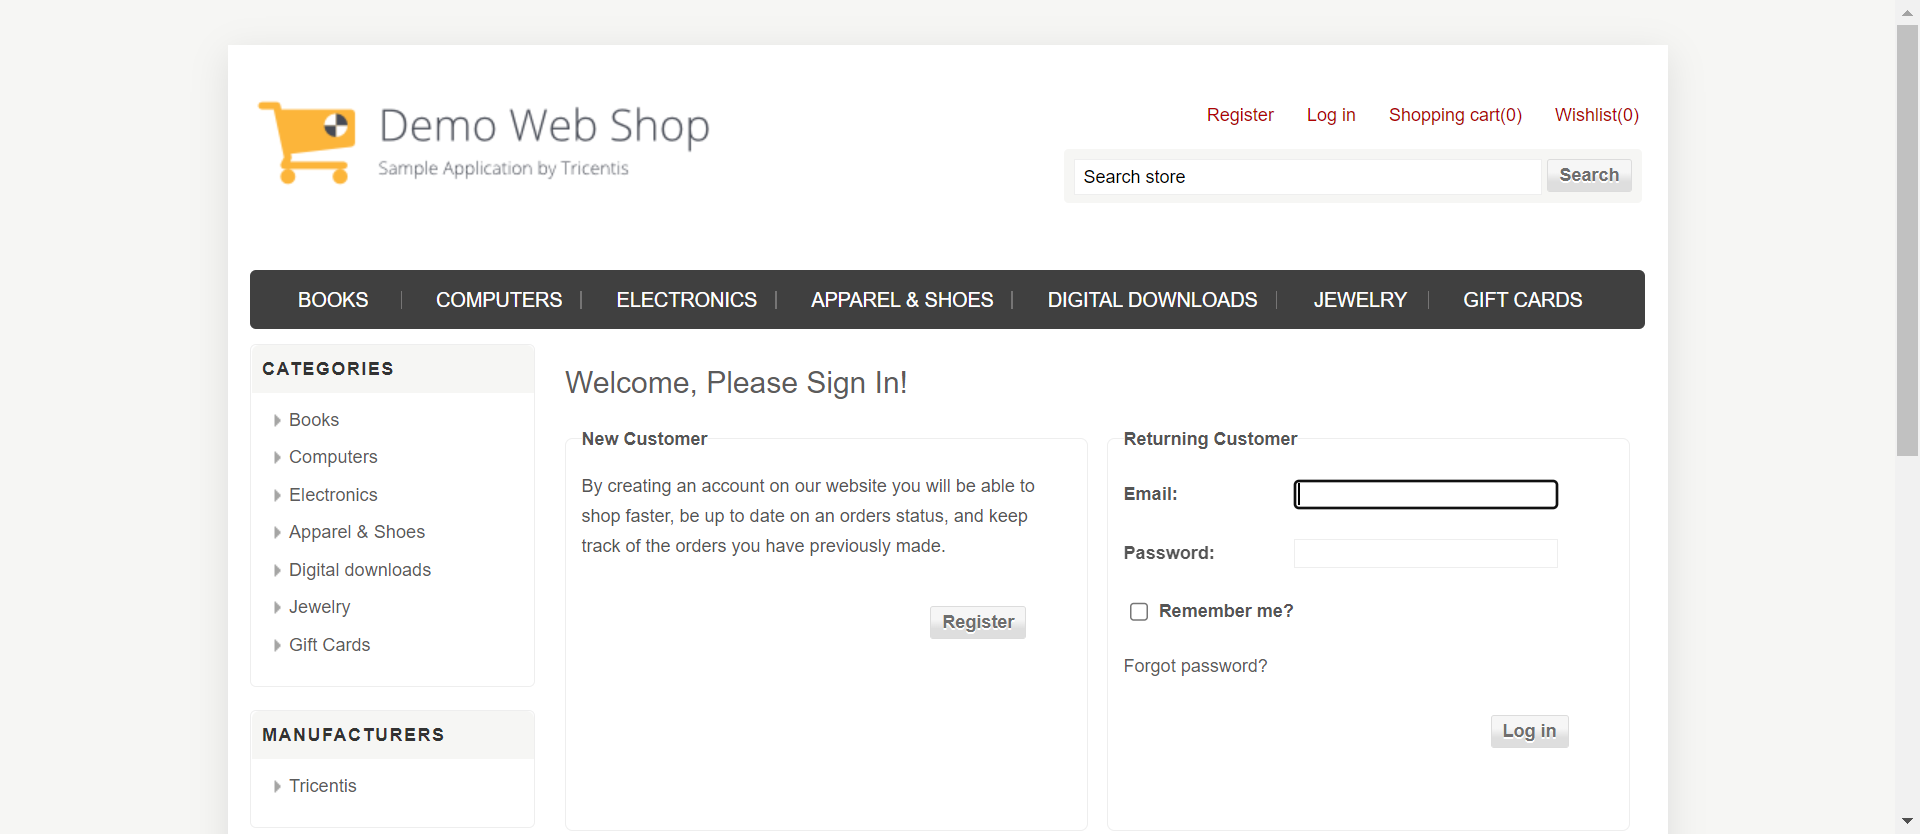 Demo Web Shop
Sample Application by Tricentis
Register Log in Shopping cart(0) Wishlist(0)
Search store Search
BOOKS COMPUTERS ELECTRONICS APPAREL & SHOES DIGITAL DOWNLOADS JEWELRY GIFT CARDS
CATEGORIES
Books
Computers
Electronics
Apparel & Shoes
Digital downloads
Jewelry
Gift Cards
MANUFACTURERS
Tricentis
Welcome, Please Sign In!
New Customer
By creating an account on our website you will be able to
shop faster, be up to date on an orders status, and keep
track of the orders you have previously made.
Register
Returning Customer
Email:
Password:
Remember me?
Forgot password?
Log in